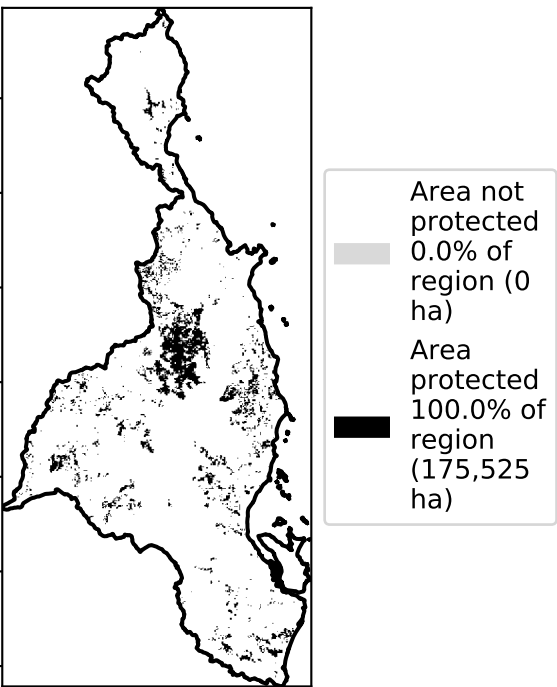 Area not
protected
0.0% of
region (0
ha)
Area
protected
100.0% of
region
(175,525
ha)